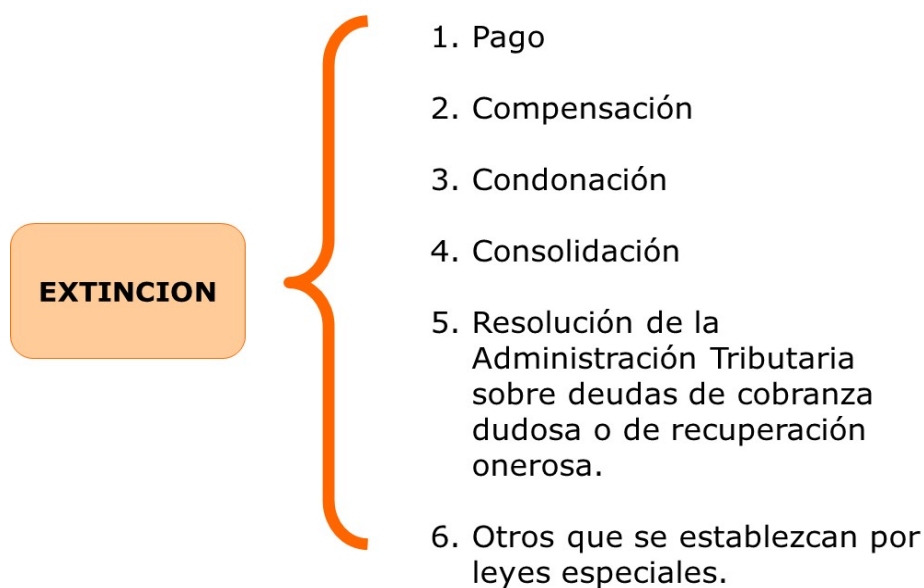 EXTINCION
1. Pago
2. Compensación
3. Condonación
4. Consolidación
5. Resolución de la
Administración Tributaria
sobre deudas de cobranza
dudosa o de recuperación
onerosa.
6. Otros que se establezcan por
leyes especiales.